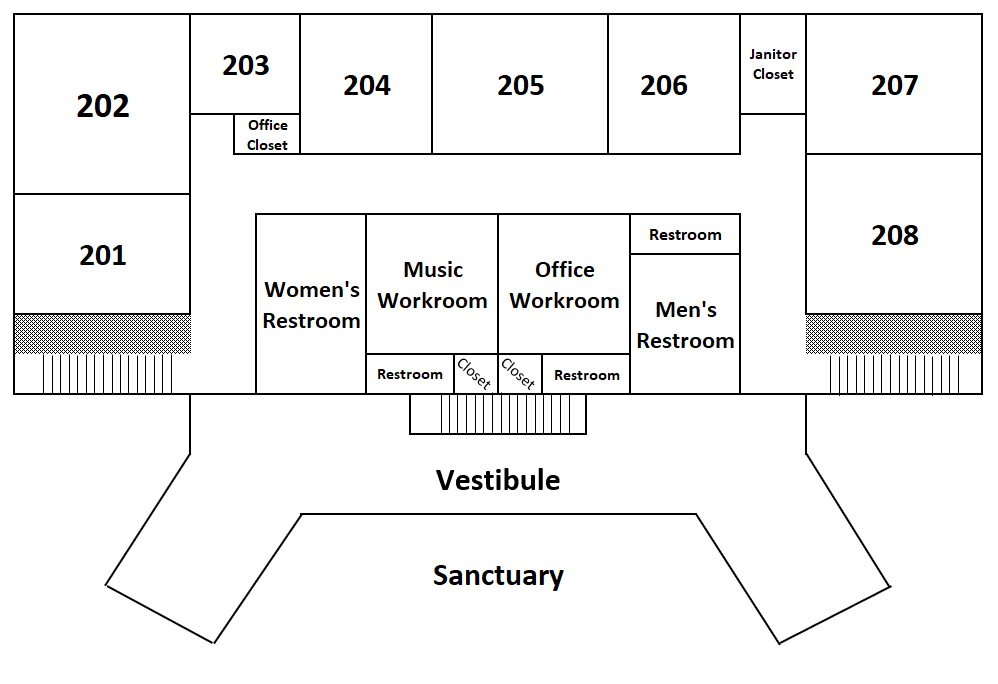 202
203
204
205
206
Janitor
Closet
207
Office
Closet
201
208
Women's
Restroom
Music
Workroom
Office
Workroom
Restroom
Men's
Restroom
Restroom
Closet
Closet
Restroom
Vestibule
Sanctuary